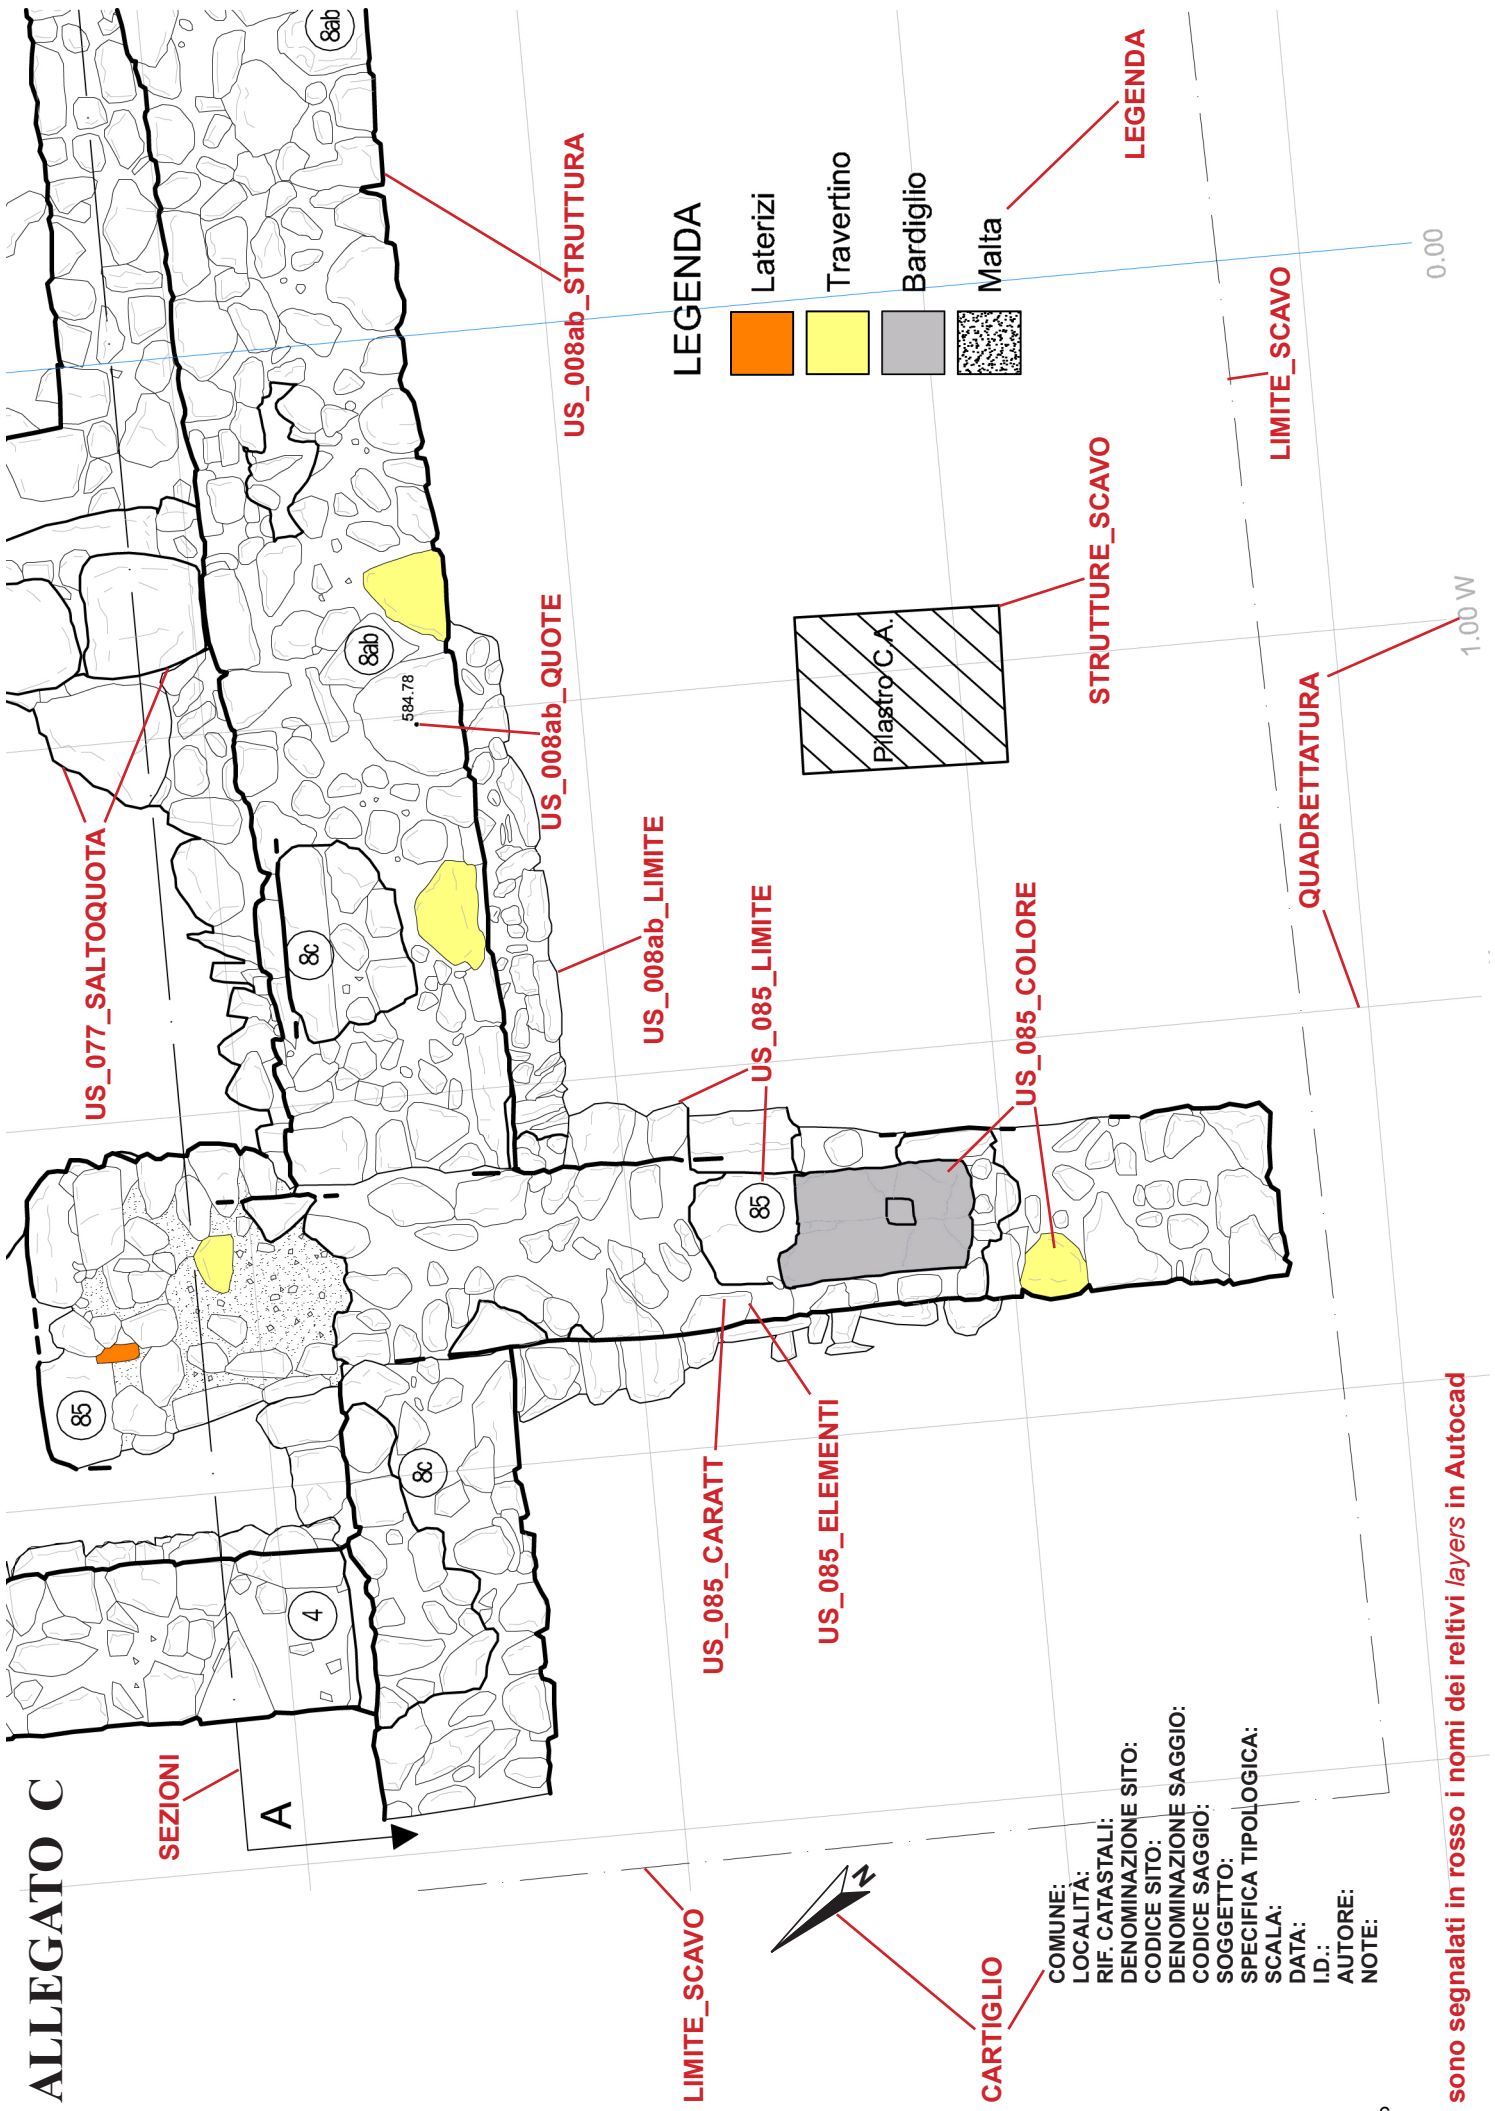 ALLEGATO C
SEZIONI
A
US_077_SALTOQUOTA
8ab
85
4
8c
8c
8ab
584.78
US_008ab_STRUTTURA
US_008ab_QUOTE
US_008ab_LIMITE
US_085_LIMITE
85
US_085_CARATT
US_085_ELEMENTI
US_085_COLORE
LEGENDA
Laterizi
Travertino
Bardiglio
Malta
LEGENDA
Pilastro C.A.
STRUTTURE_SCAVO
LIMITE_SCAVO
0.00
1.00 W
QUADRETTATURA
LIMITE_SCAVO
N
CARTIGLIO
COMUNE:
LOCALITÀ:
RIF. CATASTALI:
DENOMINAZIONE SITO:
CODICE SITO:
DENOMINAZIONE SAGGIO:
CODICE SAGGIO:
SOGGETTO:
SPECIFICA TIPOLOGICA:
SCALA:
DATA:
I.D.:
AUTORE:
NOTE:
sono segnalati in rosso i nomi dei reltivi layers in Autocad